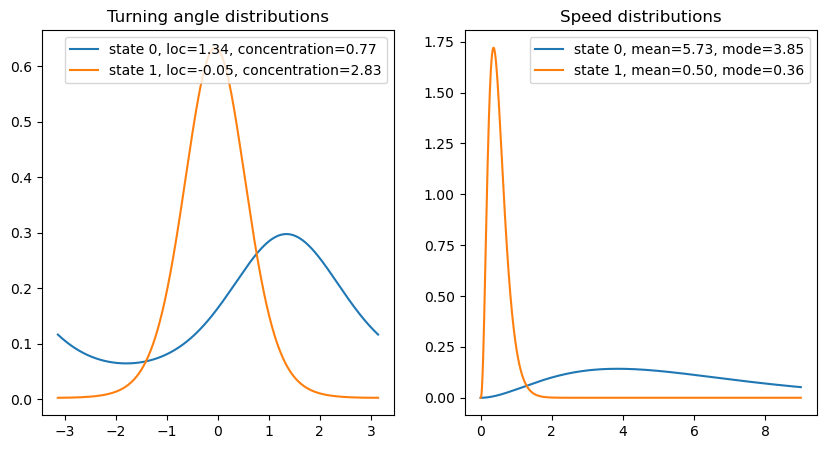 Turning angle distributions
state 0, loc=1.34, concentration=0.77
state 1, loc=-0.05, concentration=2.83
0.6
0.5
0.4
0.3
0.2
0.1
0.0
−3 −2 −1 0 1 2 3
Speed distributions
state 0, mean=5.73, mode=3.85
state 1, mean=0.50, mode=0.36
1.75
1.50
1.25
1.00
0.75
0.50
0.25
0.00
0 2 4 6 8